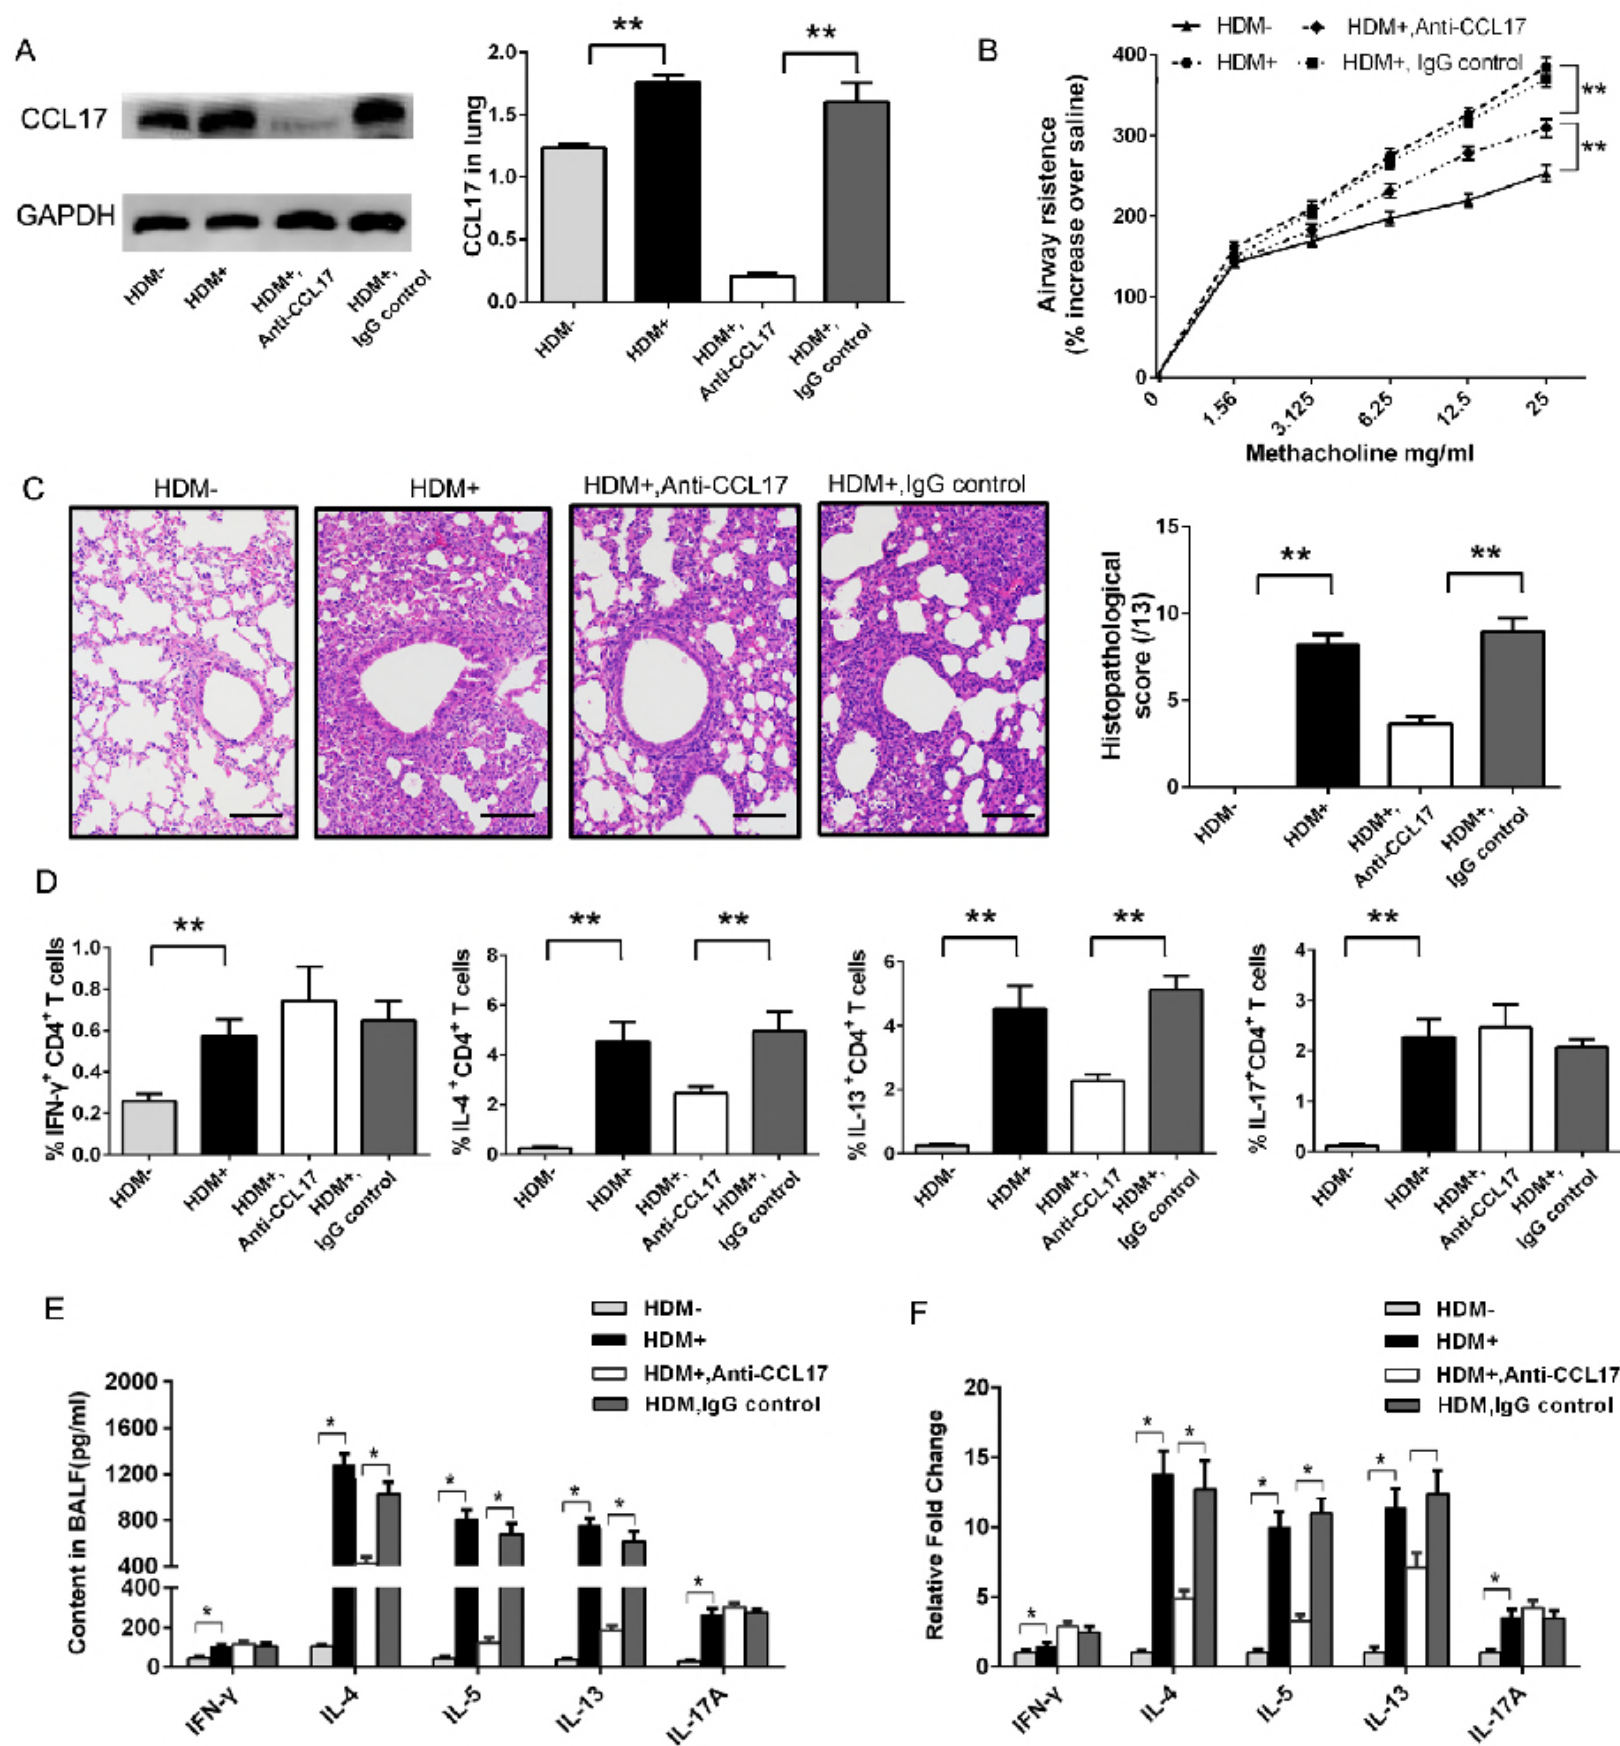 A
CCL17
GAPDH
HDM-
HDM+
HDM+,
Anti-CCL17
HDM+,
IgG control
**
**
CCL17 in lung
2.0
1.5
1.0
0.5
0.0
HDM-
HDM+
HDM+,
Anti-CCL17
HDM+,
IgG control
B
HDM-
HDM+,Anti-CCL17
HDM+
HDM+, IgG control
Airway rsistence
(% increase over saline)
400
300
200
100
0
**
**
0
1.56
3.125
6.25
12.5
25
Methacholine mg/ml
C
HDM-
HDM+
HDM+,Anti-CCL17
HDM+,IgG control
Histopathological
score (/13)
15
10
5
0
**
**
HDM-
HDM+
HDM+,
Anti-CCL17
HDM+,
IgG control
D
% IFN-γ+ CD4+ T cells
1.0
0.8
0.6
0.4
0.2
0.0
**
HDM-
HDM+
HDM+,
Anti-CCL17
HDM+,
IgG control
% IL-4 +CD4+ T cells
8
6
4
2
0
**
**
HDM-
HDM+
HDM+,
Anti-CCL17
HDM+,
IgG control
% IL-13 +CD4+ T cells
6
4
2
0
**
**
HDM-
HDM+
HDM+,
Anti-CCL17
HDM+,
IgG control
% IL-17+CD4+ T cells
4
3
2
1
0
**
HDM-
HDM+
HDM+,
Anti-CCL17
HDM+,
IgG control
E
HDM-
HDM+
HDM+,Anti-CCL17
HDM,IgG control
Content in BALF(pg/ml)
2000
1600
1200
800
400
400
200
0
*
*
*
*
*
*
*
*
IFN-γ
IL-4
IL-5
IL-13
IL-17A
F
HDM-
HDM+
HDM+,Anti-CCL17
HDM,IgG control
Relative Fold Change
20
15
10
5
0
*
*
*
*
*
*
*
IFN-γ
IL-4
IL-5
IL-13
IL-17A